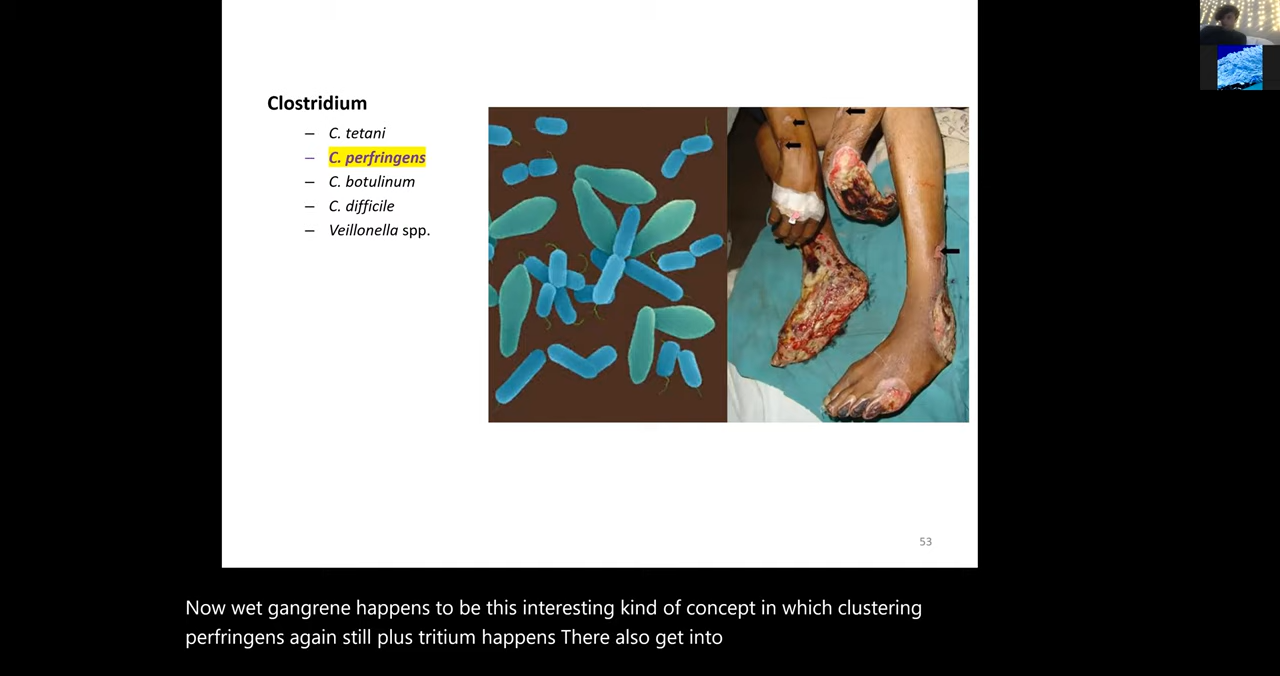 Clostridium
– C. tetani
– C. perfringens
– C. botulinum
– C. difficile
– Veillonella spp.
53
Now wet gangrene happens to be this interesting kind of concept in which clustering
perfringens again still plus tritium happens There also get into